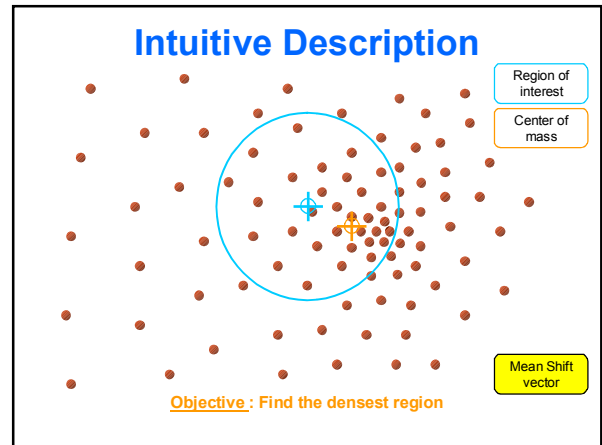 Intuitive Description
Region of
interest
Center of
mass
Mean Shift
vector
Objective : Find the densest region